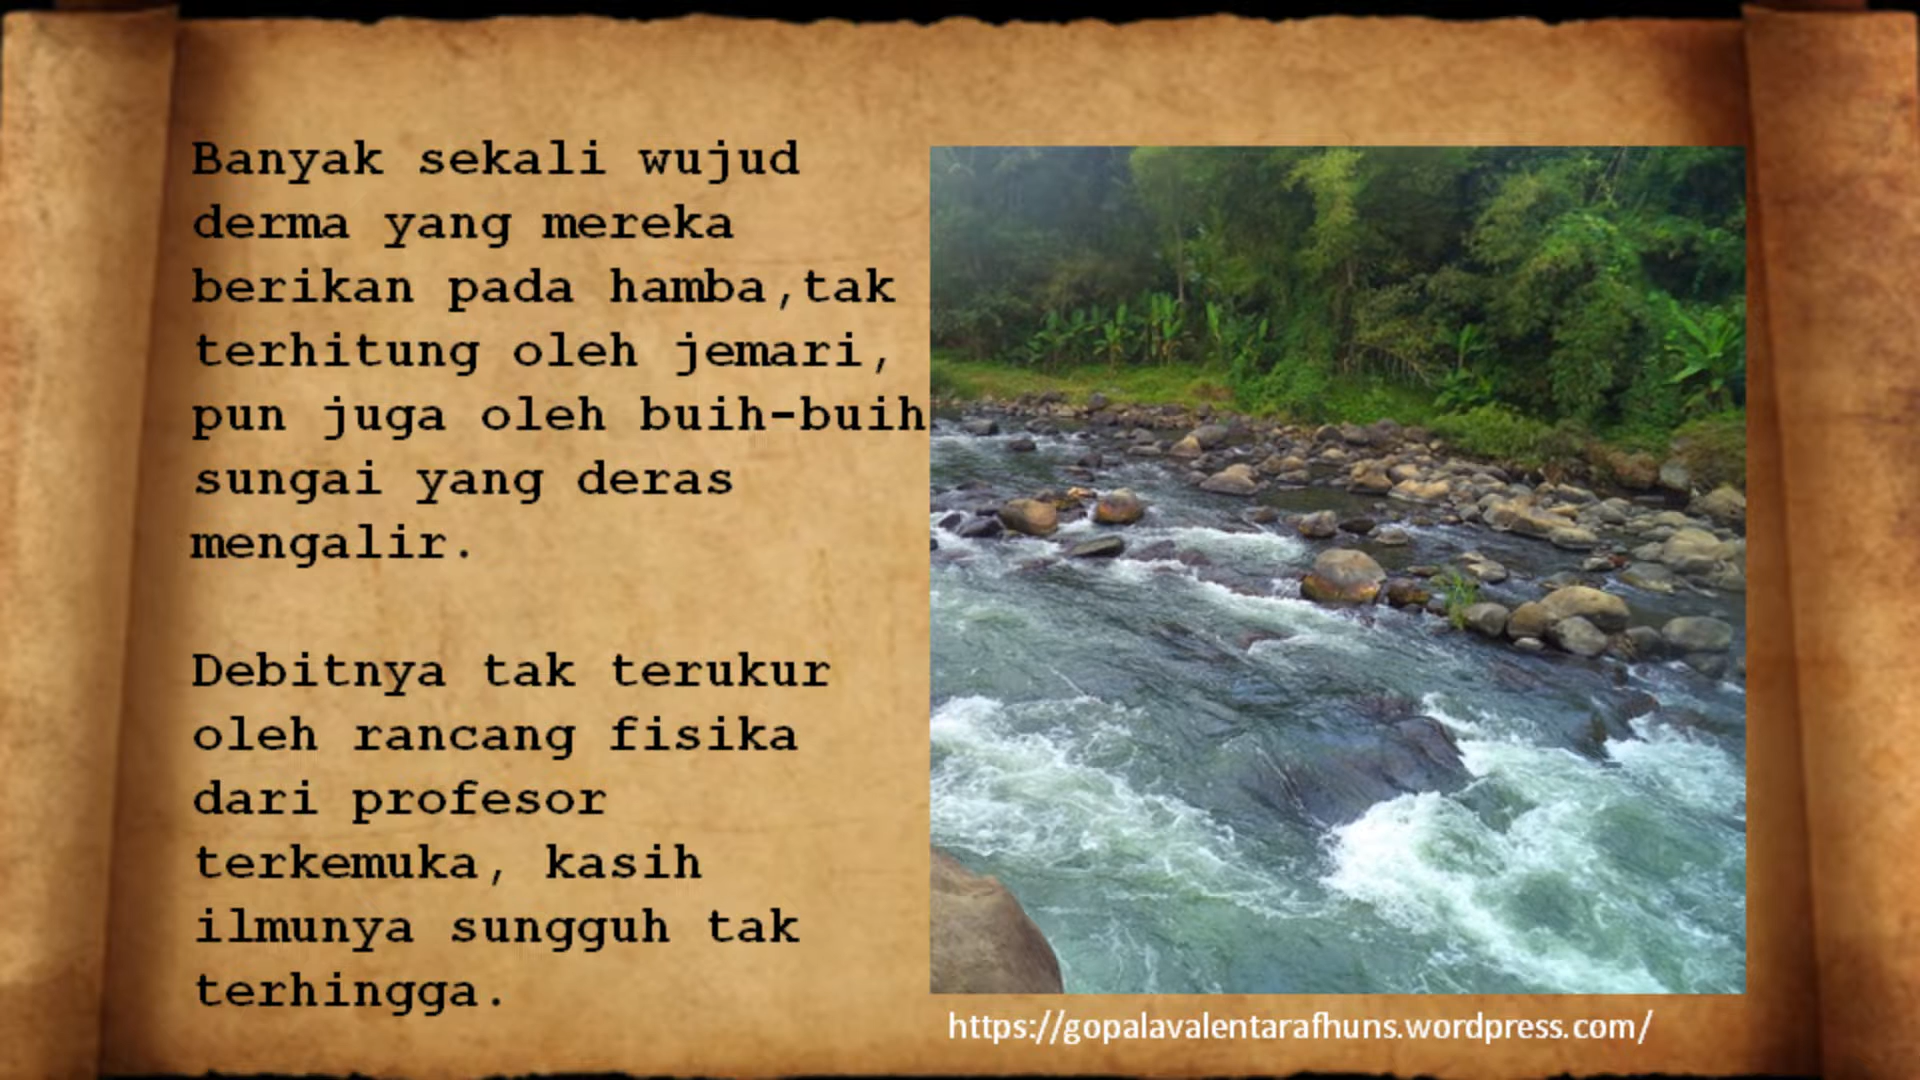 Banyak sekali wujud
derma yang mereka
berikan pada hamba,tak
terhitung oleh jemari,
pun juga oleh buih-buih
sungai yang deras
mengalir.
Debitnya tak terukur
oleh rancang fisika
dari profesor
terkemuka, kasih
ilmunya sungguh tak
terhingga.
https://gopalavalentarafhuns.wordpress.com/